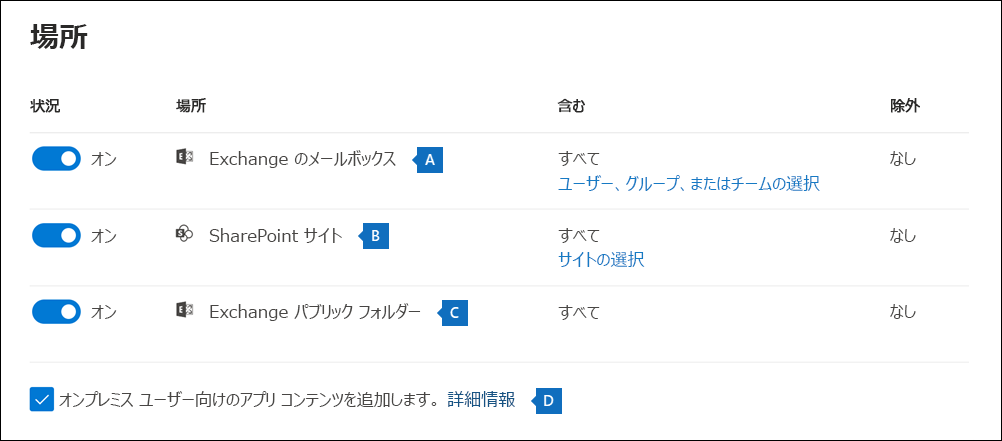 場所
状況 場所 含む 除外
オン Exchange のメールボックス A すべて なし
ユーザー、グループ、またはチームの選択
オン SharePoint サイト B すべて なし
サイトの選択
オン Exchange パブリック フォルダー C すべて なし
オンプレミス ユーザー向けのアプリ コンテンツを追加します。 詳細情報 D